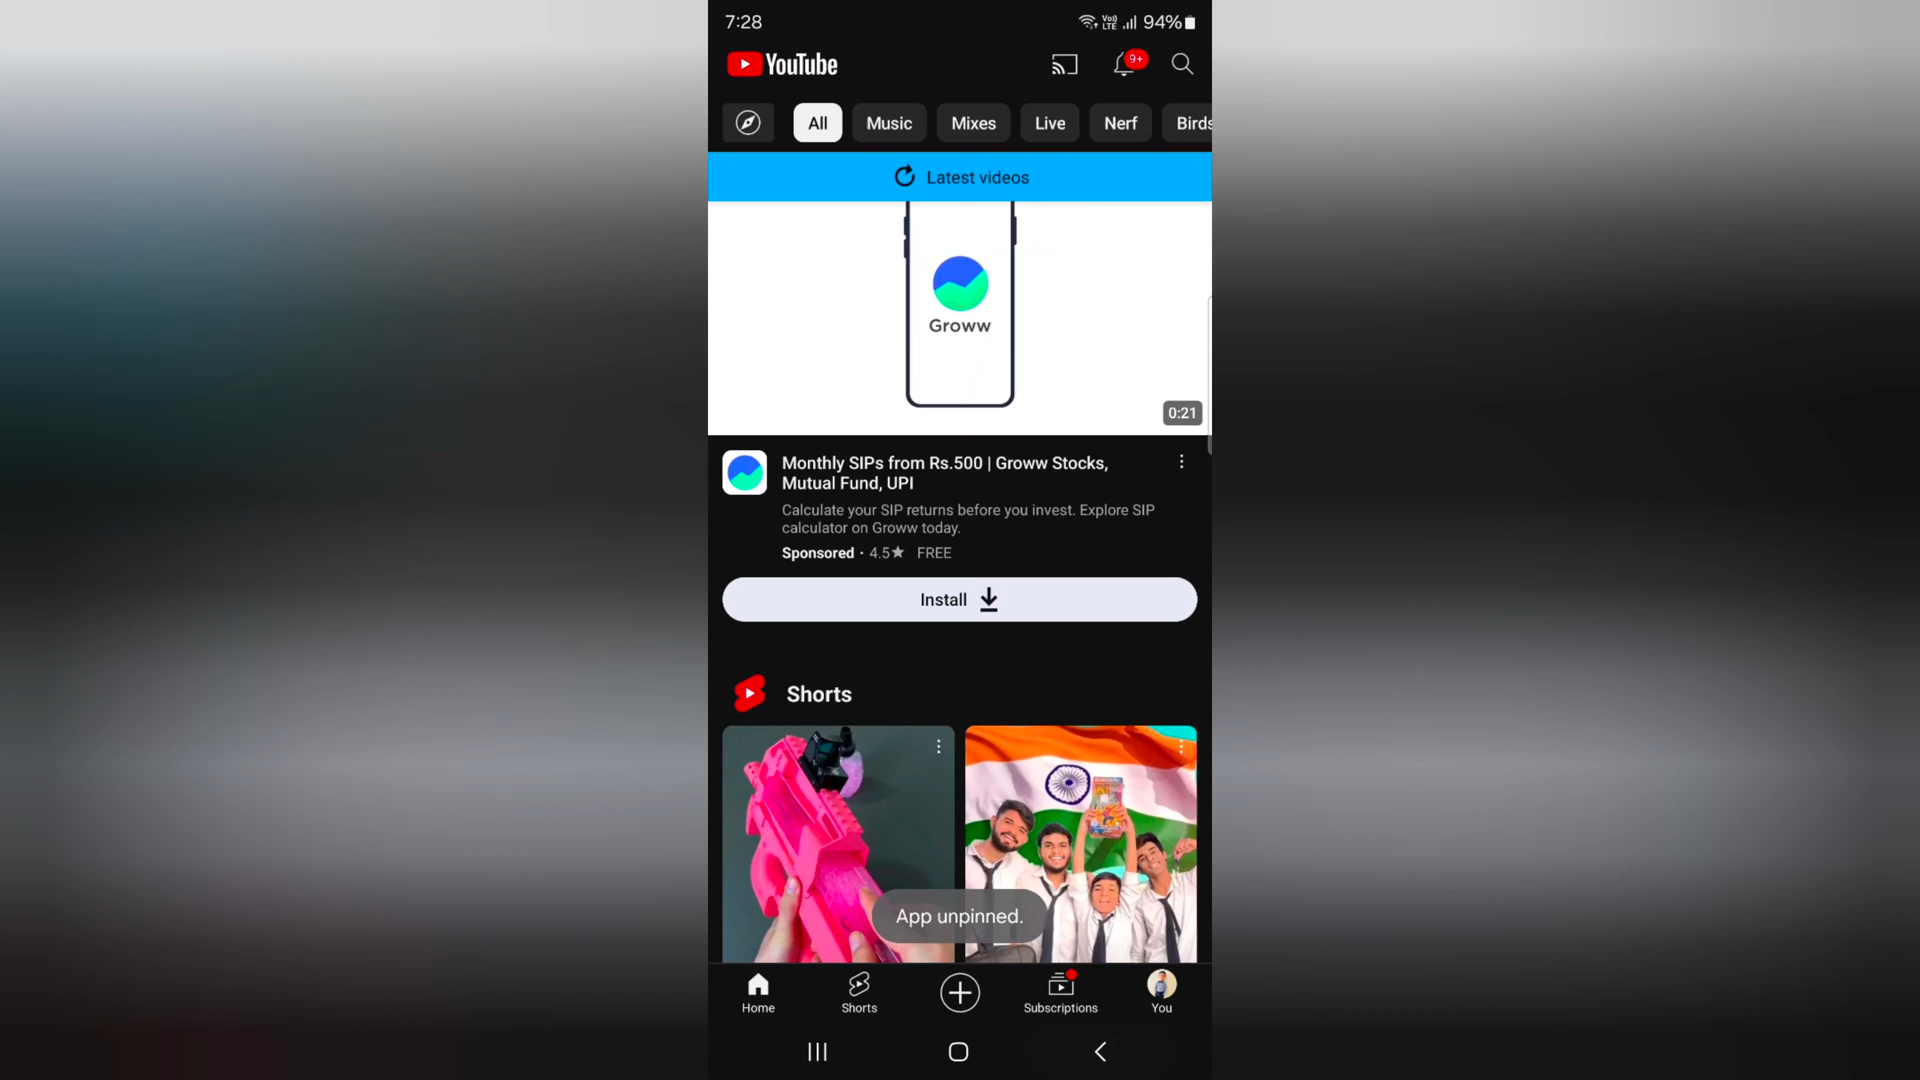 7:28
Vo)) LTE 94%
YouTube
9+
All Music Mixes Live Nerf Birds
Latest videos
Groww
0:21
Monthly SIPs from Rs.500 | Groww Stocks,
Mutual Fund, UPI
Calculate your SIP returns before you invest. Explore SIP
calculator on Groww today.
Sponsored · 4.5★ FREE
Install
Shorts
App unpinned.
Home Shorts Subscriptions You